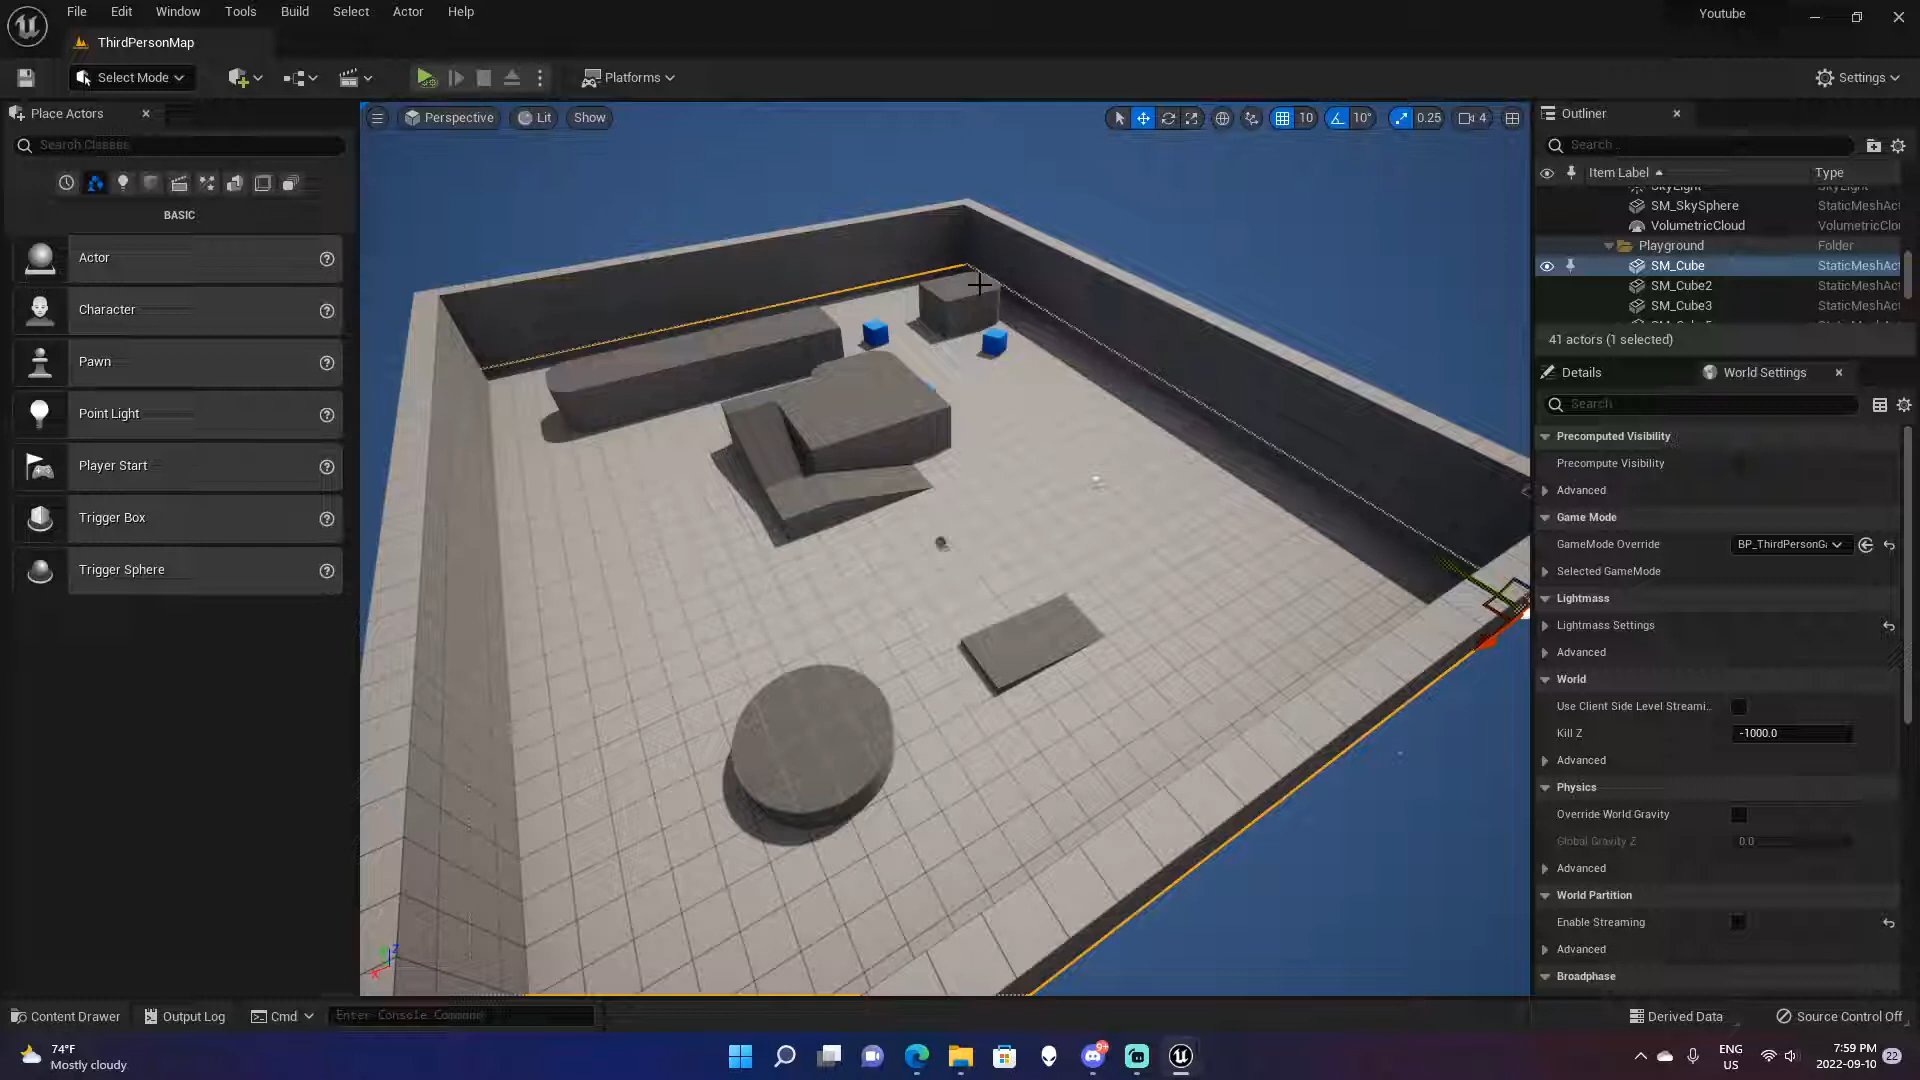 File Edit Window Tools Build Select Actor Help
Youtube
ThirdPersonMap
Select Mode
Platforms
Settings
Place Actors
Search Classes
BASIC
Actor
Character
Pawn
Point Light
Player Start
Trigger Box
Trigger Sphere
Perspective Lit Show
10 10° 0.25 4
Outliner
Search...
Item Label Type
SkyLight SkyLight
SM_SkySphere StaticMeshAct
VolumetricCloud VolumetricClou
Playground Folder
SM_Cube StaticMeshAct
SM_Cube2 StaticMeshAct
SM_Cube3 StaticMeshAct
41 actors (1 selected)
Details World Settings
Search
Precomputed Visibility
Precompute Visibility
Advanced
Game Mode
GameMode Override BP_ThirdPersonGa
Selected GameMode
Lightmass
Lightmass Settings
Advanced
World
Use Client Side Level Streami...
Kill Z -1000.0
Advanced
Physics
Override World Gravity
Global Gravity Z 0.0
Advanced
World Partition
Enable Streaming
Advanced
Broadphase
Z
X
Content Drawer Output Log Cmd Enter Console Command
Derived Data Source Control Off
74°F
Mostly cloudy
9+
ENG
US
7:59 PM
2022-09-10
22